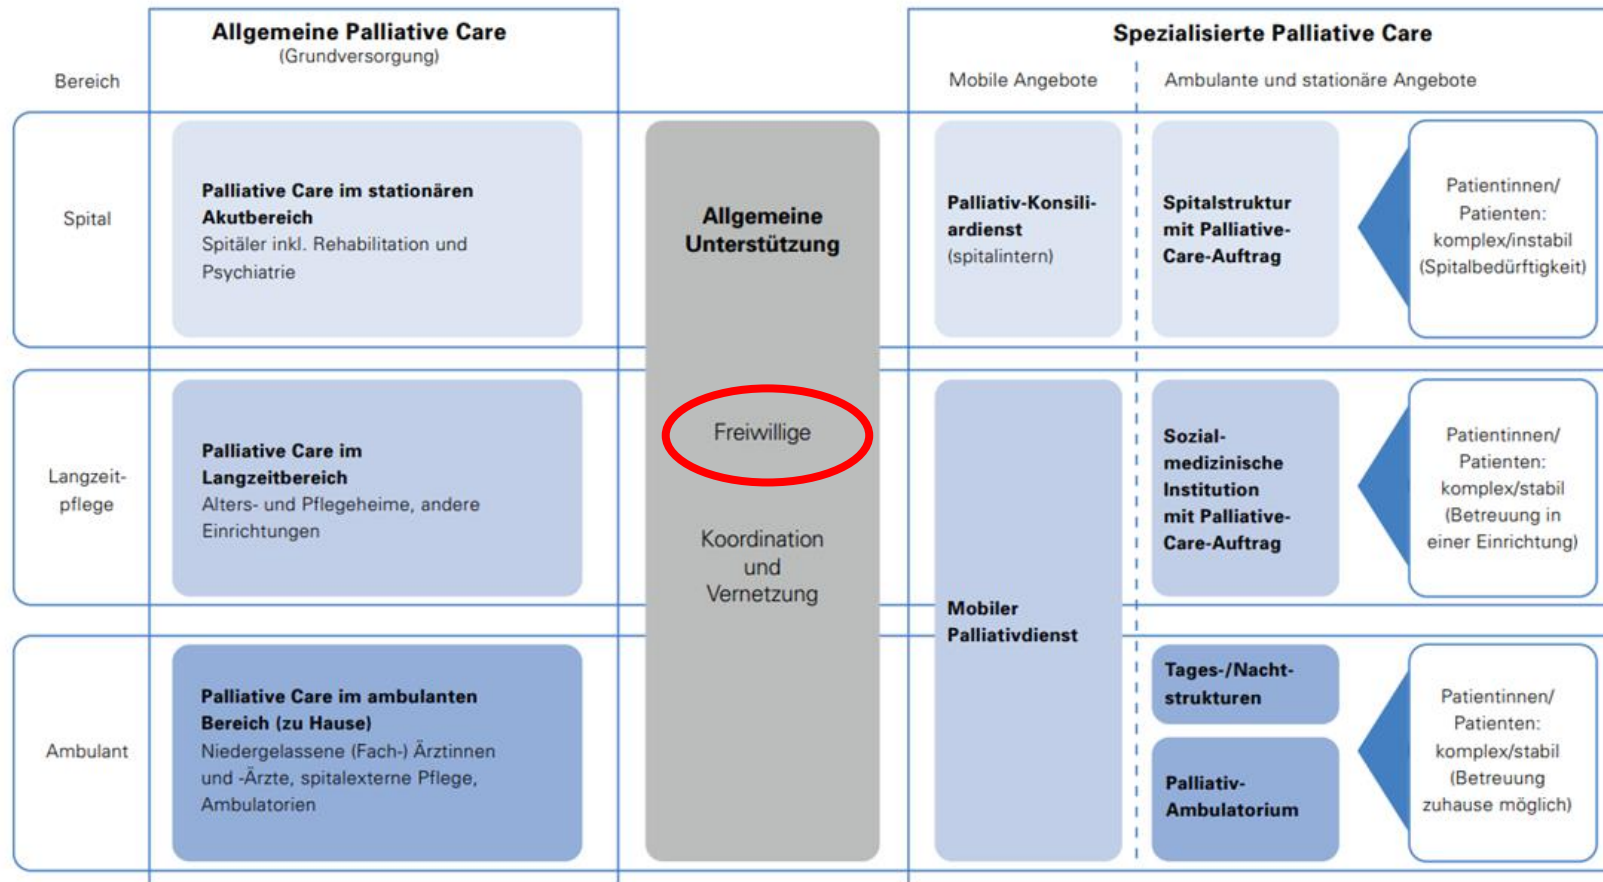 Allgemeine Palliative Care
(Grundversorgung)
Spezialisierte Palliative Care
Bereich
Mobile Angebote
Ambulante und stationäre Angebote
Spital
Palliative Care im stationären
Akutbereich
Spitäler inkl. Rehabilitation und
Psychiatrie
Allgemeine
Unterstützung
Freiwillige
Koordination
und
Vernetzung
Palliativ-Konsili-
ardienst
(spitalintern)
Spitalstruktur
mit Palliative-
Care-Auftrag
Patientinnen/
Patienten:
komplex/instabil
(Spitalbedürftigkeit)
Langzeit-
pflege
Palliative Care im
Langzeitbereich
Alters- und Pflegeheime, andere
Einrichtungen
Mobiler
Palliativdienst
Sozial-
medizinische
Institution
mit Palliative-
Care-Auftrag
Patientinnen/
Patienten:
komplex/stabil
(Betreuung in
einer Einrichtung)
Ambulant
Palliative Care im ambulanten
Bereich (zu Hause)
Niedergelassene (Fach-) Ärztinnen
und -Ärzte, spitalexterne Pflege,
Ambulatorien
Tages-/Nacht-
strukturen
Palliativ-
Ambulatorium
Patientinnen/
Patienten:
komplex/stabil
(Betreuung
zuhause möglich)